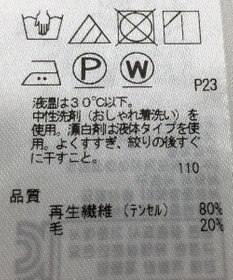 P W
P23
液温は30℃以下。
中性洗剤(おしゃれ着洗い)を
使用。漂白剤は液体タイプを使
用。よくすすぎ、絞りの後すぐ
に干すこと。
110
品質
再生繊維(テンセル) 80%
毛 20%